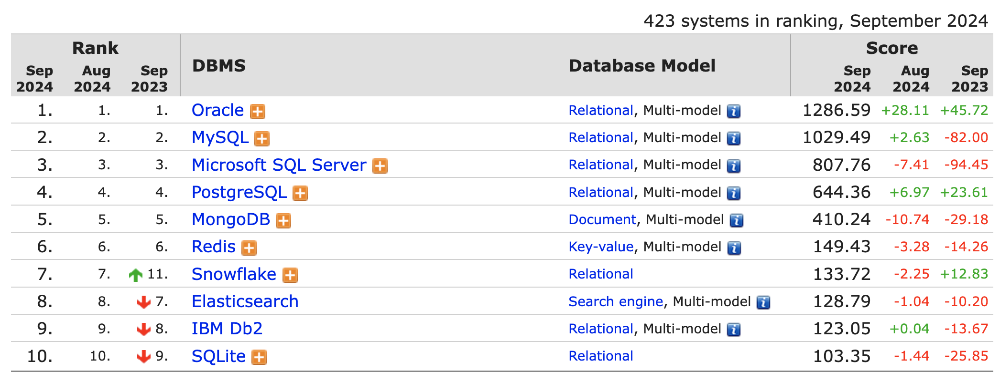 423 systems in ranking, September 2024
Rank DBMS Database Model Score
Sep 2024 Aug 2024 Sep 2023 Sep 2024 Aug 2024 Sep 2023
1. 1. 1. Oracle Relational, Multi-model 1286.59 +28.11 +45.72
2. 2. 2. MySQL Relational, Multi-model 1029.49 +2.63 -82.00
3. 3. 3. Microsoft SQL Server Relational, Multi-model 807.76 -7.41 -94.45
4. 4. 4. PostgreSQL Relational, Multi-model 644.36 +6.97 +23.61
5. 5. 5. MongoDB Document, Multi-model 410.24 -10.74 -29.18
6. 6. 6. Redis Key-value, Multi-model 149.43 -3.28 -14.26
7. 7. 11. Snowflake Relational 133.72 -2.25 +12.83
8. 8. 7. Elasticsearch Search engine, Multi-model 128.79 -1.04 -10.20
9. 9. 8. IBM Db2 Relational, Multi-model 123.05 +0.04 -13.67
10. 10. 9. SQLite Relational 103.35 -1.44 -25.85